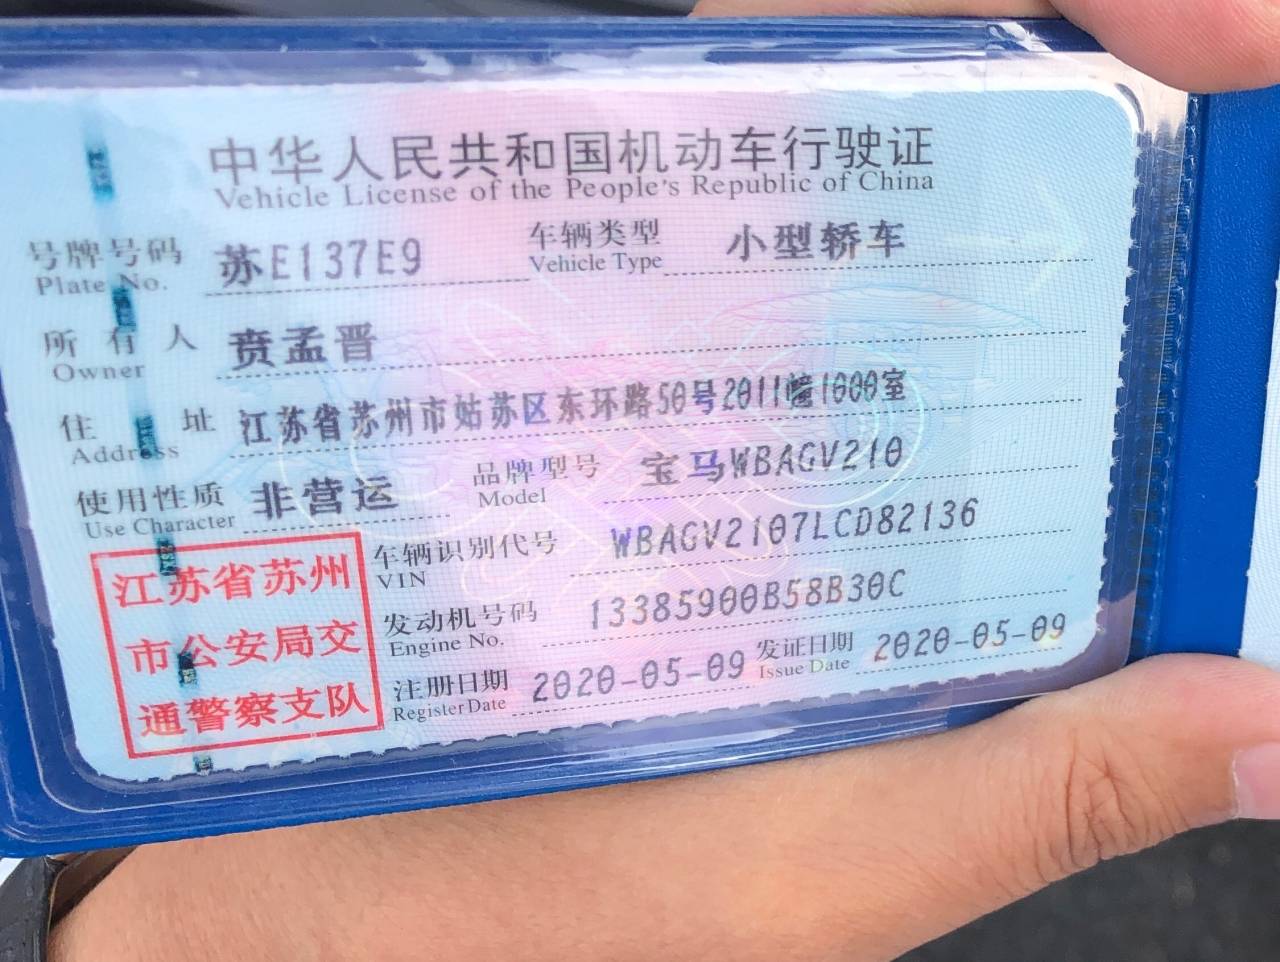 中华人民共和国机动车行驶证
Vehicle License of the People's Republic of China
号牌号码 苏E137E9 车辆类型 小型轿车
Plate No. Vehicle Type
所有人 贲孟晋
Owner
住址 江苏省苏州市姑苏区东环路50号2011幢1000室
Address
使用性质 非营运 品牌型号 宝马WBAGV210
Use Character Model
车辆识别代号 WBAGV2107LCD82136
VIN
发动机号码 13385900B58B30C
Engine No.
注册日期 2020-05-09 发证日期 2020-05-09
Register Date Issue Date
江苏省苏州
市公安局交
通警察支队